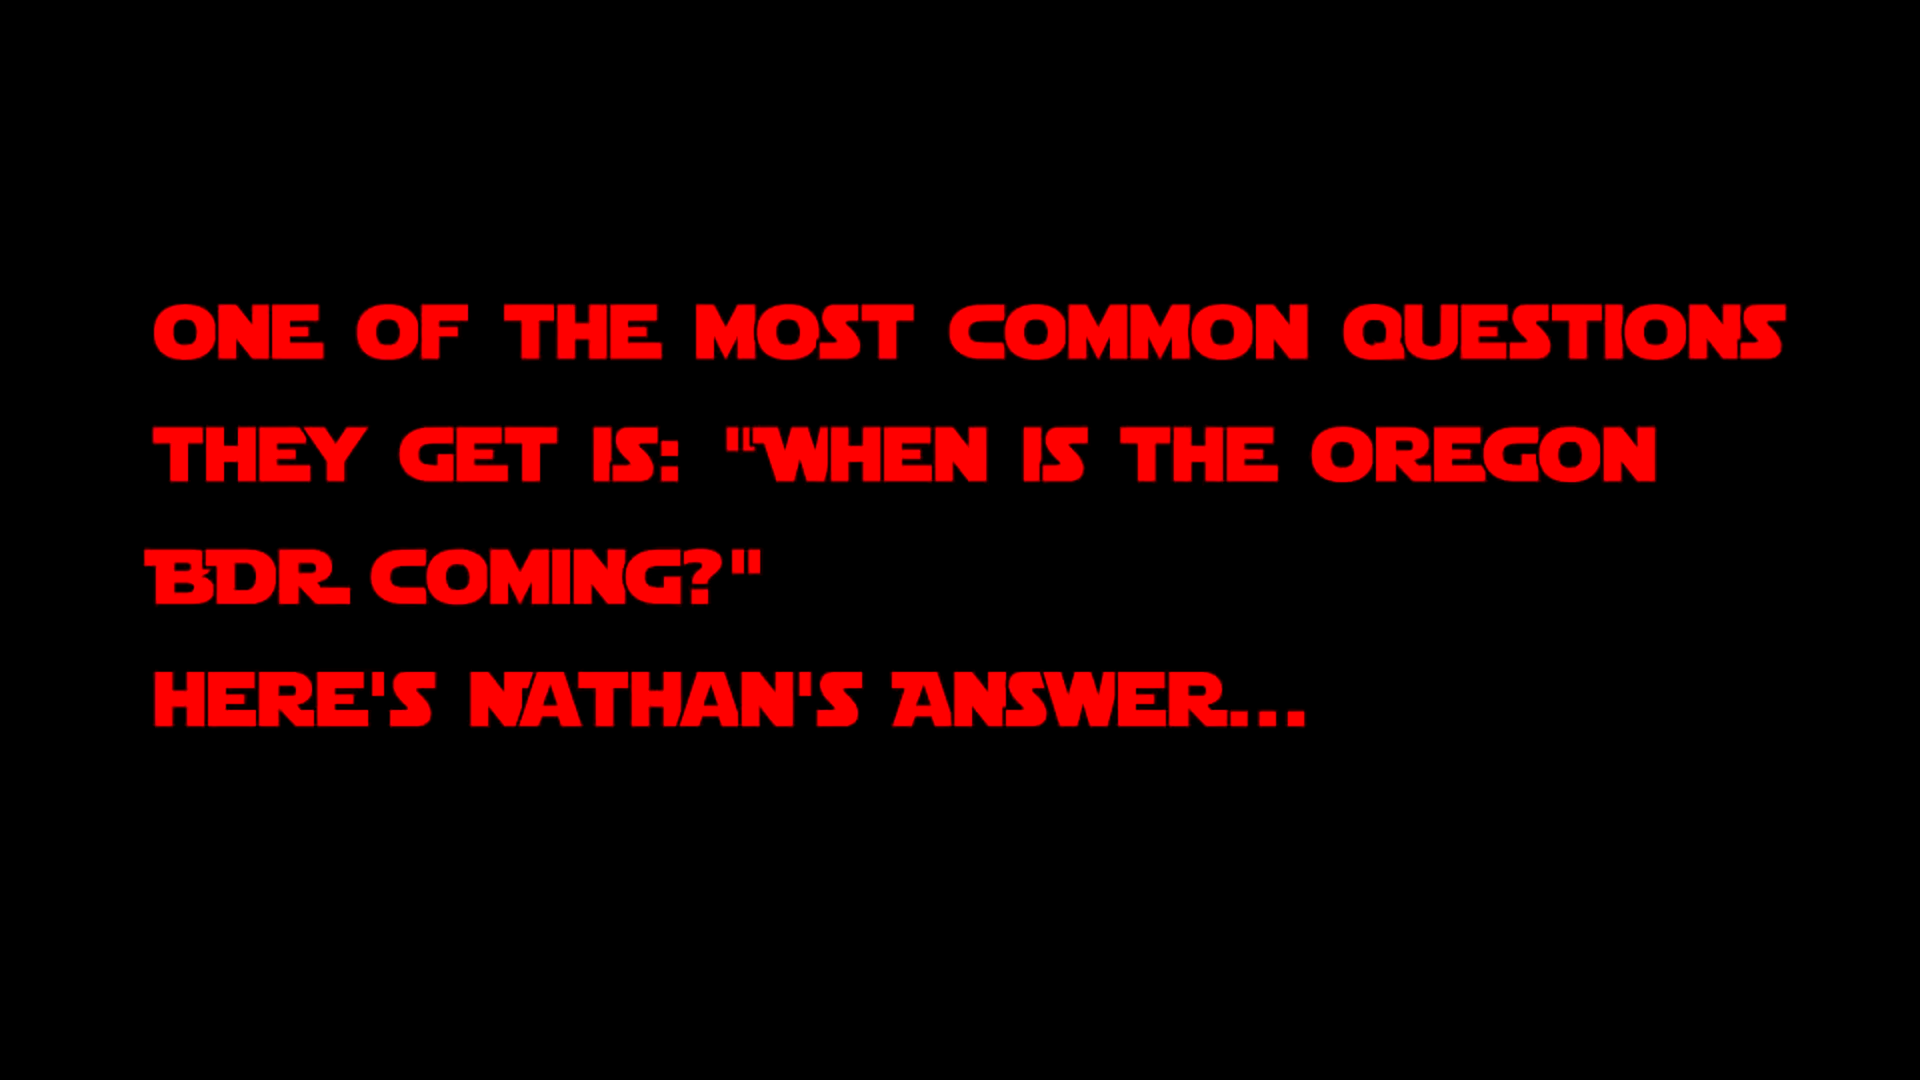 ONE OF THE MOST COMMON QUESTIONS
THEY GET IS: "WHEN IS THE OREGON
BDR COMING?"
HERE'S NATHAN'S ANSWER...